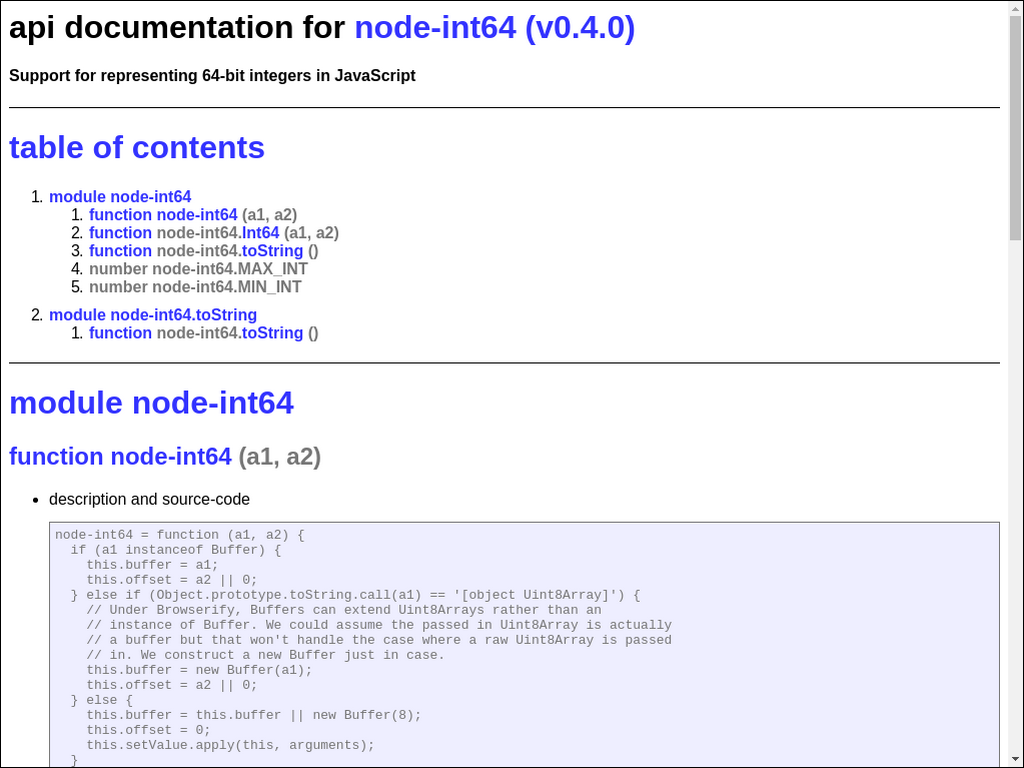 api documentation for node-int64 (v0.4.0)
Support for representing 64-bit integers in JavaScript
table of contents
1. module node-int64
1. function node-int64 (a1, a2)
2. function node-int64.Int64 (a1, a2)
3. function node-int64.toString ()
4. number node-int64.MAX_INT
5. number node-int64.MIN_INT
2. module node-int64.toString
1. function node-int64.toString ()
module node-int64
function node-int64 (a1, a2)
• description and source-code
node-int64 = function (a1, a2) {
  if (a1 instanceof Buffer) {
    this.buffer = a1;
    this.offset = a2 || 0;
  } else if (Object.prototype.toString.call(a1) == '[object Uint8Array]') {
    // Under Browserify, Buffers can extend Uint8Arrays rather than an
    // instance of Buffer. We could assume the passed in Uint8Array is actually
    // a buffer but that won't handle the case where a raw Uint8Array is passed
    // in. We construct a new Buffer just in case.
    this.buffer = new Buffer(a1);
    this.offset = a2 || 0;
  } else {
    this.buffer = this.buffer || new Buffer(8);
    this.offset = 0;
    this.setValue.apply(this, arguments);
  }